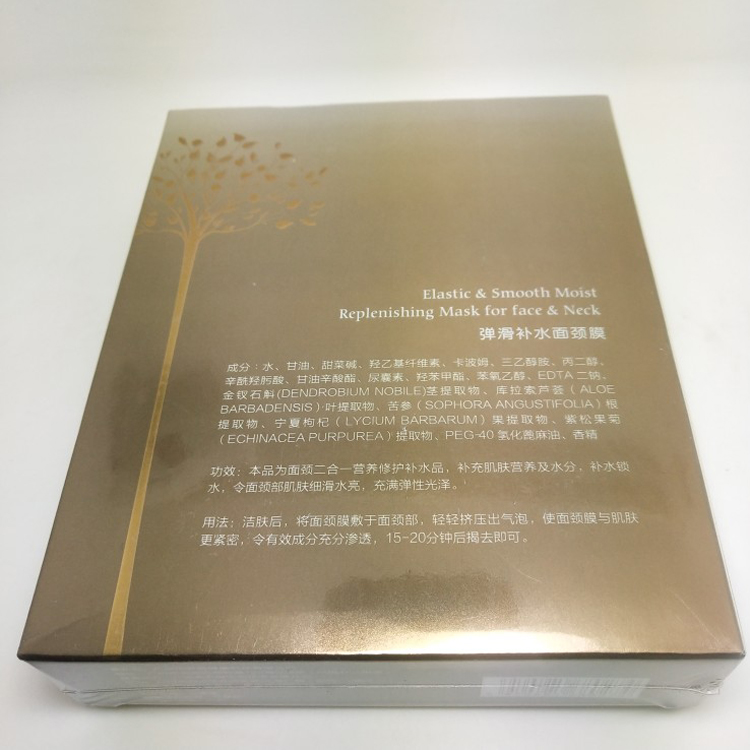 Elastic & Smooth Moist
Replenishing Mask for face & Neck
弹滑补水面颈膜
成分：水、甘油、甜菜碱、羟乙基纤维素、卡波姆、三乙醇胺、丙二醇、
辛酰羟肟酸、甘油辛酸酯、尿囊素、羟苯甲酯、苯氧乙醇、EDTA 二钠、
金钗石斛(DENDROBIUM NOBILE)茎提取物、库拉索芦荟（ALOE
BARBADENSIS）叶提取物、苦参（SOPHORA ANGUSTIFOLIA）根
提取物、宁夏枸杞（LYCIUM BARBARUM）果提取物、紫松果菊
（ECHINACEA PURPUREA）提取物、PEG-40 氢化蓖麻油、香精
功效：本品为面颈二合一营养修护补水品，补充肌肤营养及水分，补水锁
水，令面颈部肌肤细滑水亮，充满弹性光泽。
用法：洁肤后，将面颈膜敷于面颈部，轻轻挤压出气泡，使面颈膜与肌肤
更紧密，令有效成分充分渗透，15-20分钟后揭去即可。